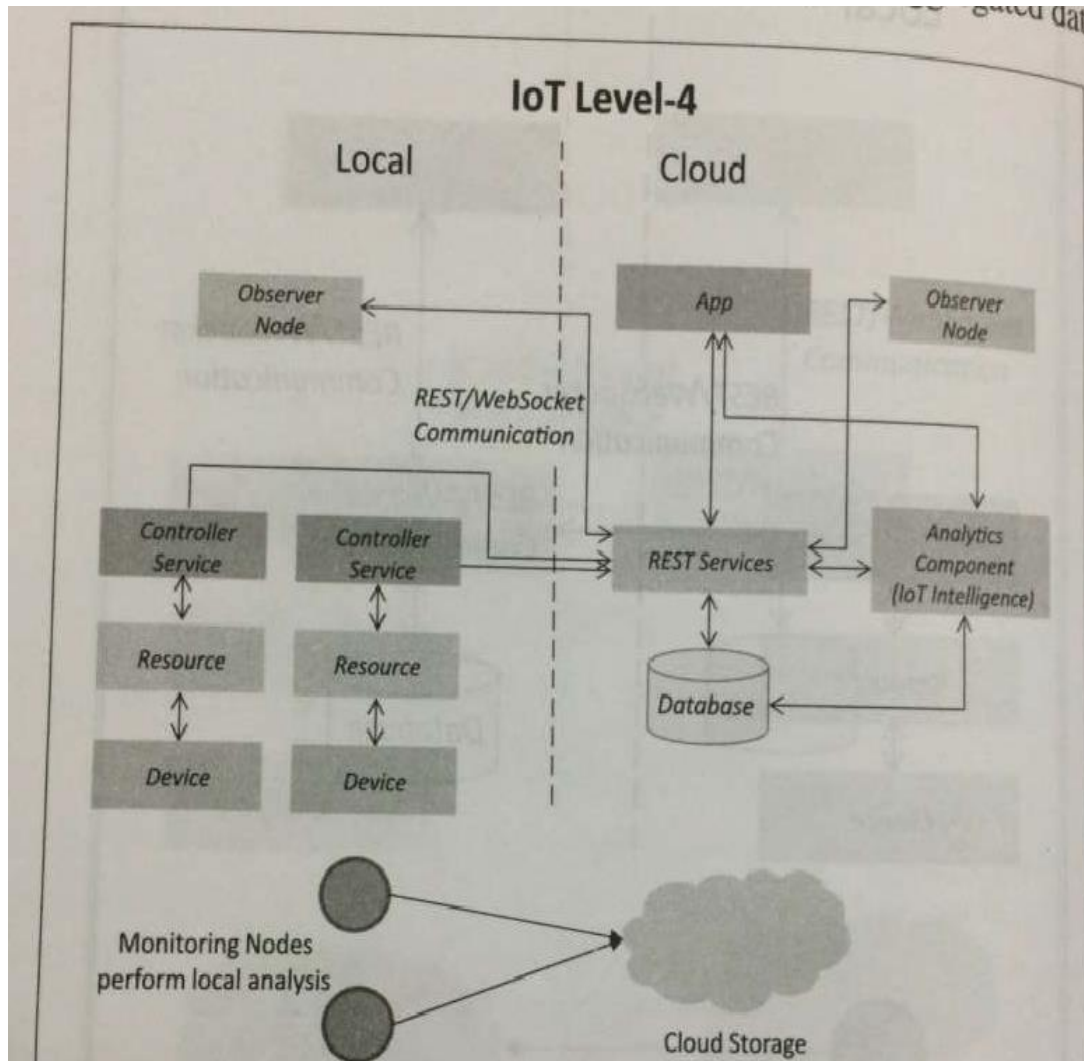 IoT Level-4
Local
Cloud
Observer
Node
App
Observer
Node
REST/WebSocket
Communication
Controller
Service
Controller
Service
REST Services
Analytics
Component
(IoT Intelligence)
Resource
Resource
Database
Device
Device
Monitoring Nodes
perform local analysis
Cloud Storage